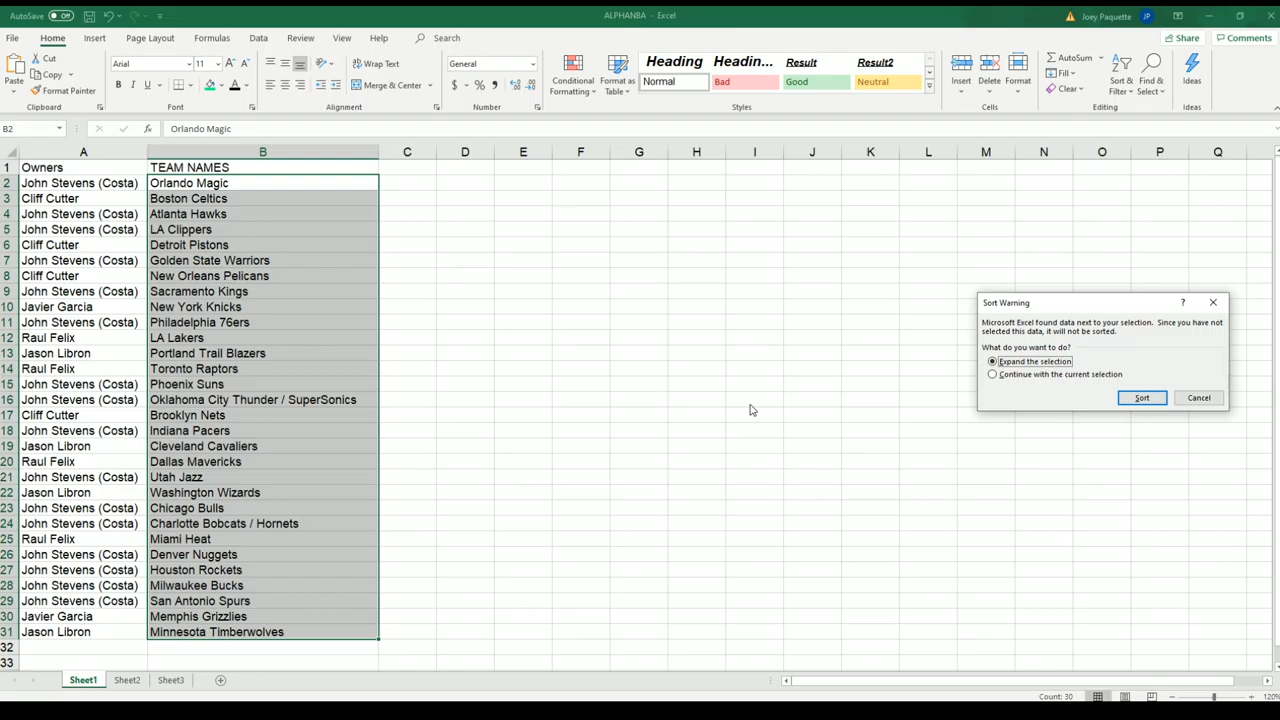 AutoSave Off ALPHANBA - Excel Joey Paquette JP
File Home Insert Page Layout Formulas Data Review View Help Search Share Comments
Paste Cut Copy Format Painter Clipboard
Arial 11 A A B I U A Font
Wrap Text Merge & Center Alignment
General $ % , Number
Conditional Formatting Format as Table
Heading Headin... Result Result2
Normal Bad Good Neutral Styles
Insert Delete Format Cells
AutoSum Fill Clear Sort & Filter Find & Select Editing
Ideas Ideas
B2 fx Orlando Magic
A B C D E F G H I J K L M N O P Q
1 Owners TEAM NAMES
2 John Stevens (Costa) Orlando Magic
3 Cliff Cutter Boston Celtics
4 John Stevens (Costa) Atlanta Hawks
5 John Stevens (Costa) LA Clippers
6 Cliff Cutter Detroit Pistons
7 John Stevens (Costa) Golden State Warriors
8 Cliff Cutter New Orleans Pelicans
9 John Stevens (Costa) Sacramento Kings
10 Javier Garcia New York Knicks
11 John Stevens (Costa) Philadelphia 76ers
12 Raul Felix LA Lakers
13 Jason Libron Portland Trail Blazers
14 Raul Felix Toronto Raptors
15 John Stevens (Costa) Phoenix Suns
16 John Stevens (Costa) Oklahoma City Thunder / SuperSonics
17 Cliff Cutter Brooklyn Nets
18 John Stevens (Costa) Indiana Pacers
19 Jason Libron Cleveland Cavaliers
20 Raul Felix Dallas Mavericks
21 John Stevens (Costa) Utah Jazz
22 Jason Libron Washington Wizards
23 John Stevens (Costa) Chicago Bulls
24 John Stevens (Costa) Charlotte Bobcats / Hornets
25 Raul Felix Miami Heat
26 John Stevens (Costa) Denver Nuggets
27 John Stevens (Costa) Houston Rockets
28 John Stevens (Costa) Milwaukee Bucks
29 John Stevens (Costa) San Antonio Spurs
30 Javier Garcia Memphis Grizzlies
31 Jason Libron Minnesota Timberwolves
32
33
Sort Warning ?
Microsoft Excel found data next to your selection. Since you have not
selected this data, it will not be sorted.
What do you want to do?
Expand the selection
Continue with the current selection
Sort Cancel
Sheet1 Sheet2 Sheet3
Count: 30 120%